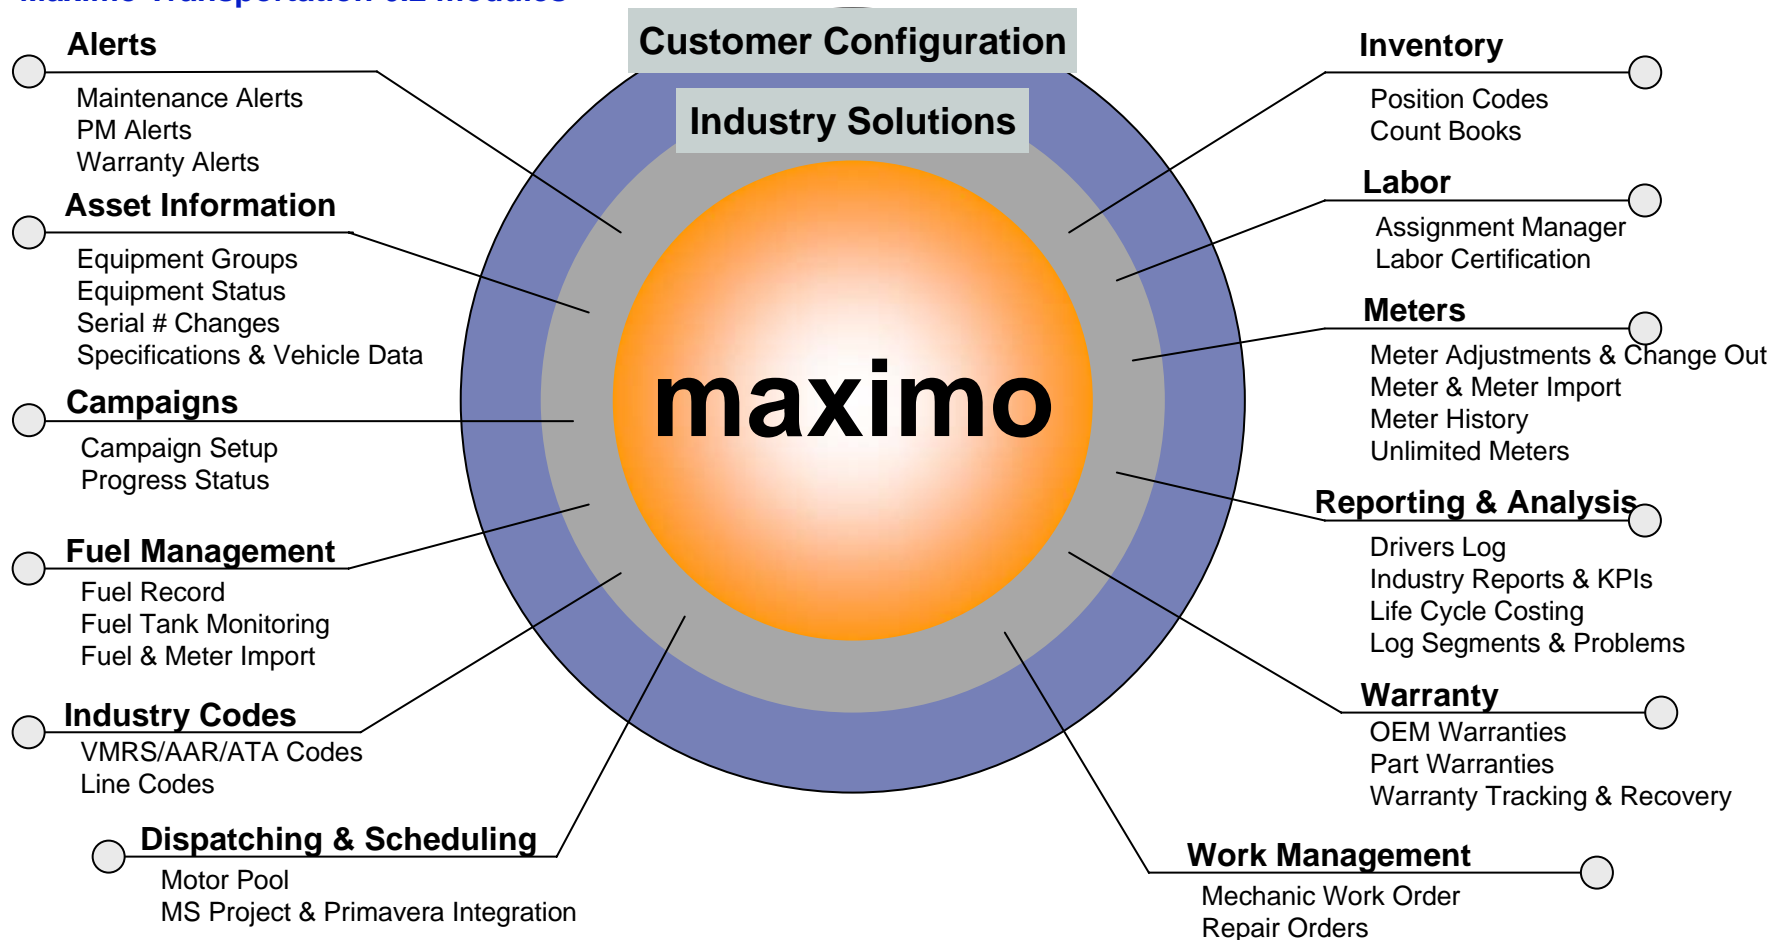 Maximo Transportation
Modules
Customer Configuration
Industry Solutions
maximo
Alerts
Maintenance Alerts
PM Alerts
Warranty Alerts
Asset Information
Equipment Groups
Equipment Status
Serial # Changes
Specifications & Vehicle Data
Campaigns
Campaign Setup
Progress Status
Fuel Management
Fuel Record
Fuel Tank Monitoring
Fuel & Meter Import
Industry Codes
VMRS/AAR/ATA Codes
Line Codes
Dispatching & Scheduling
Motor Pool
MS Project & Primavera Integration
Inventory
Position Codes
Count Books
Labor
Assignment Manager
Labor Certification
Meters
Meter Adjustments & Change Out
Meter & Meter Import
Meter History
Unlimited Meters
Reporting & Analysis
Drivers Log
Industry Reports & KPIs
Life Cycle Costing
Log Segments & Problems
Warranty
OEM Warranties
Part Warranties
Warranty Tracking & Recovery
Work Management
Mechanic Work Order
Repair Orders